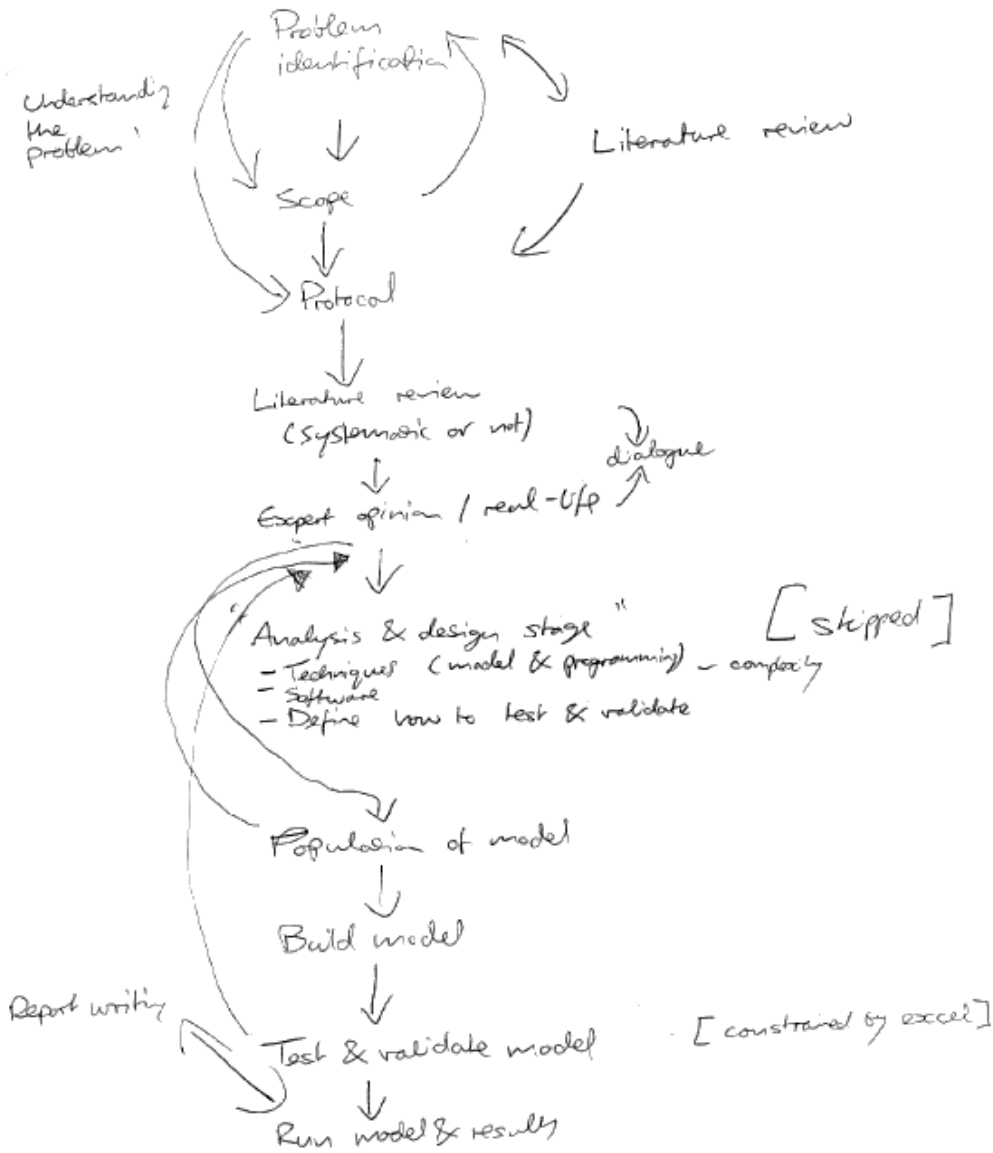 Problem
identification
Understanding
the
problem
Literature review
Scope
Protocol
Literature review
(systematic or not)
dialogue
Expert opinion / real-life
"Analysis & design stage"
[skipped]
- Techniques (model & programming) - complexity
- Software
- Define how to test & validate
Population of model
Build model
Report writing
Test & validate model
[constrained by excel]
Run model & results